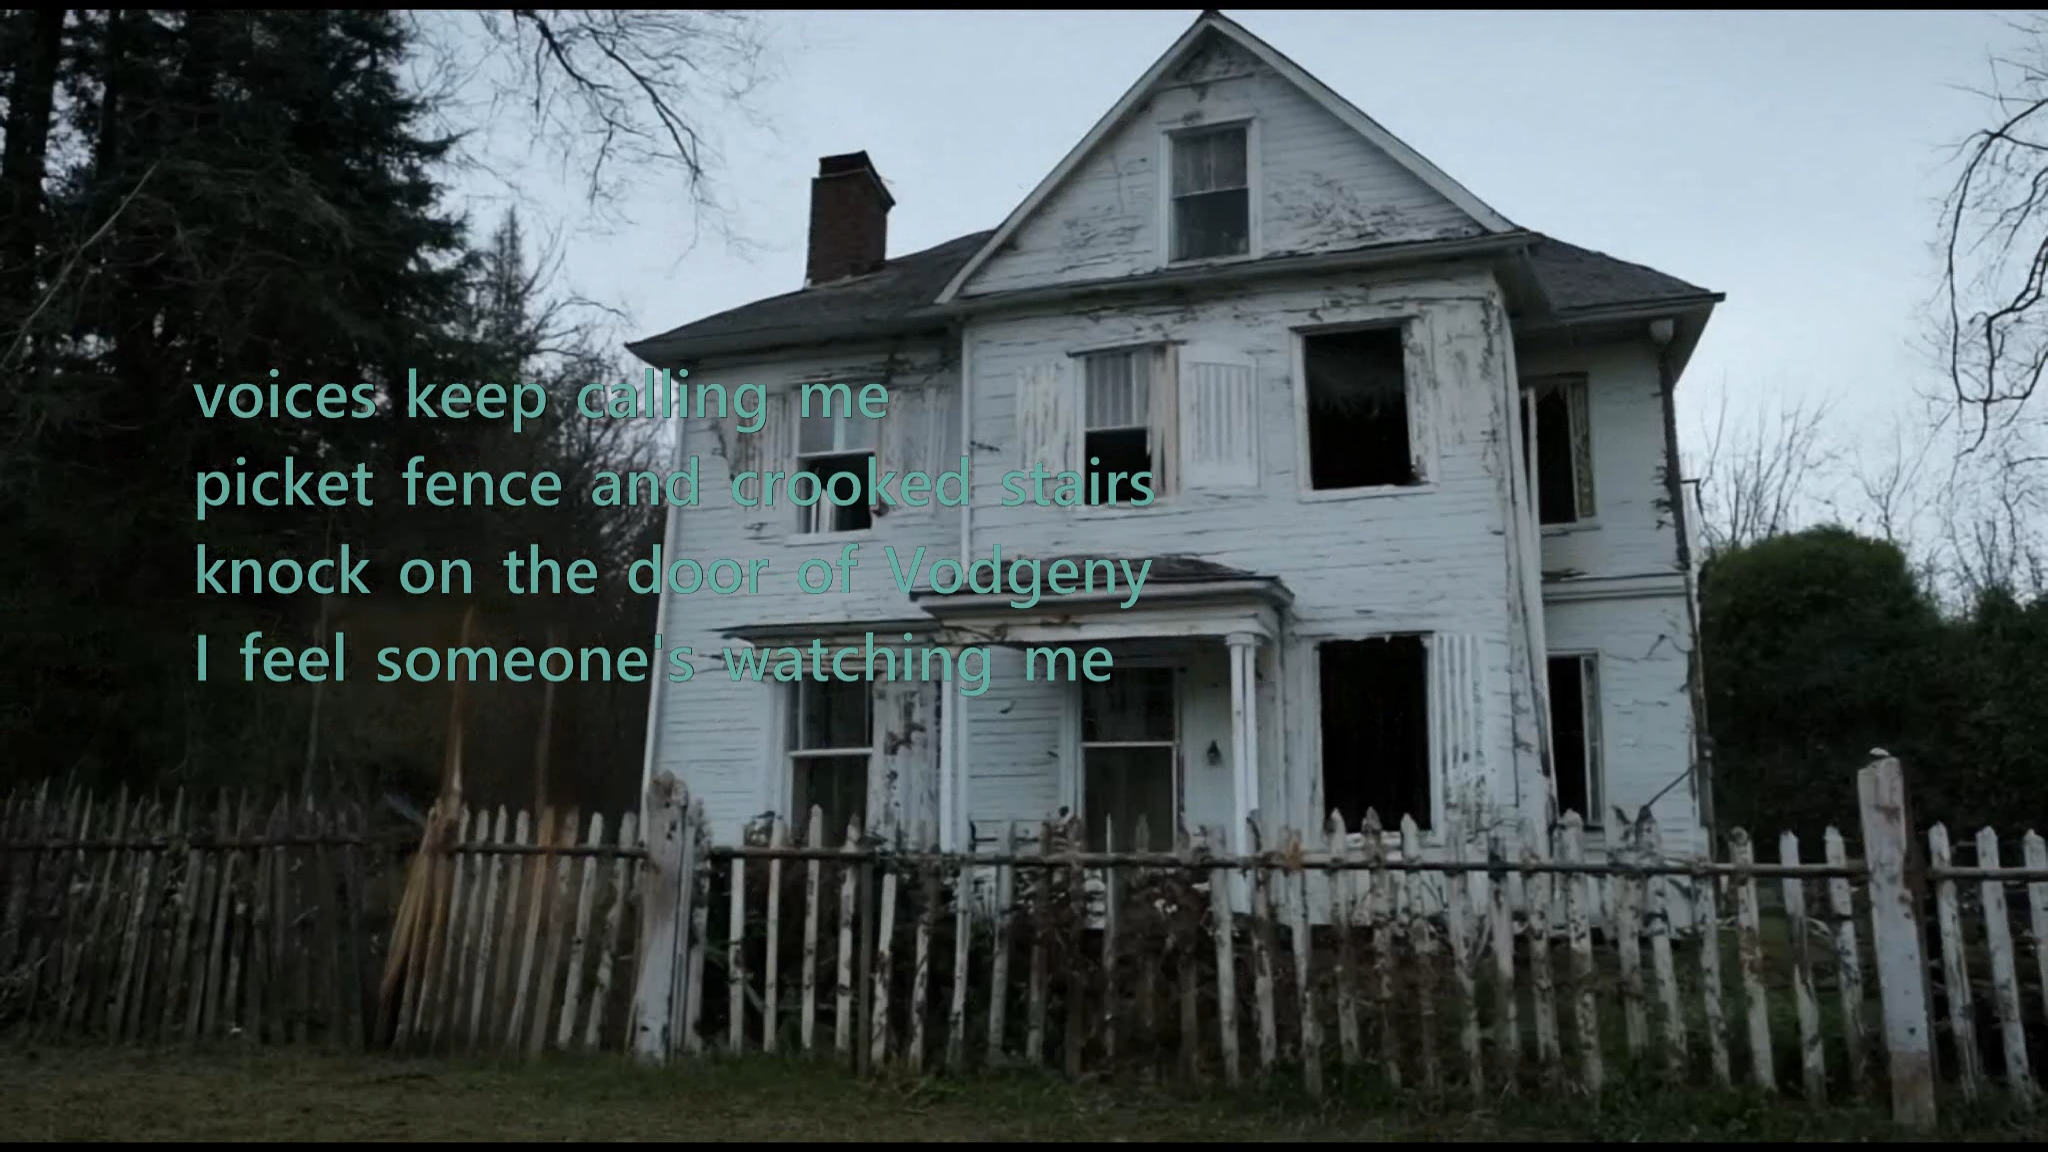 voices keep calling me
picket fence and crooked stairs
knock on the door of Vodgeny
I feel someone's watching me